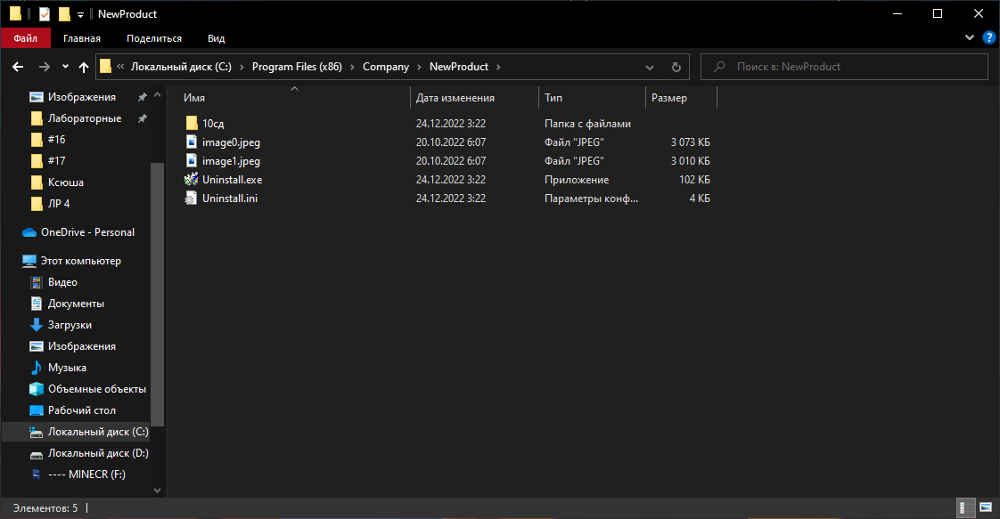 NewProduct
Файл Главная Поделиться Вид
« Локальный диск (C:) > Program Files (x86) > Company > NewProduct >
Поиск в: NewProduct
Изображения
Лабораторные
#16
#17
Ксюша
ЛР 4
OneDrive - Personal
Этот компьютер
Видео
Документы
Загрузки
Изображения
Музыка
Объемные объекты
Рабочий стол
Локальный диск (C:)
Локальный диск (D:)
---- MINECR (F:)
Имя Дата изменения Тип Размер
10сд 24.12.2022 3:22 Папка с файлами
image0.jpeg 20.10.2022 6:07 Файл "JPEG" 3 073 КБ
image1.jpeg 20.10.2022 6:07 Файл "JPEG" 3 010 КБ
Uninstall.exe 24.12.2022 3:22 Приложение 102 КБ
Uninstall.ini 24.12.2022 3:22 Параметры конф... 4 КБ
Элементов: 5